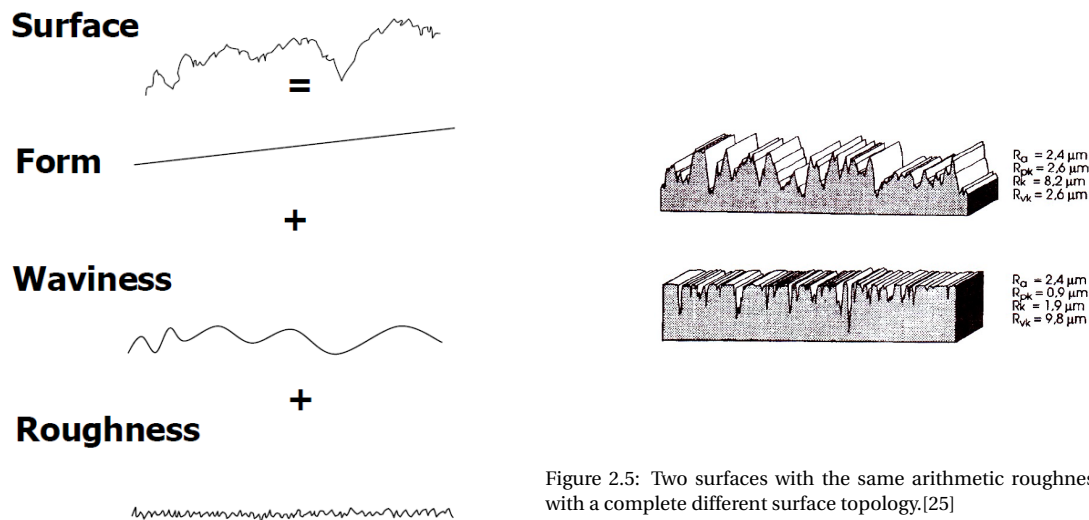 Surface
=
Form
+
Waviness
+
Roughness
Ra = 2,4 μm
Rpk = 2,6 μm
Rk = 8,2 μm
Rvk = 2,6 μm
Ra = 2,4 μm
Rpk = 0,9 μm
Rk = 1,9 μm
Rvk = 9,8 μm
Figure 2.5: Two surfaces with the same arithmetic roughnes
with a complete different surface topology.[25]